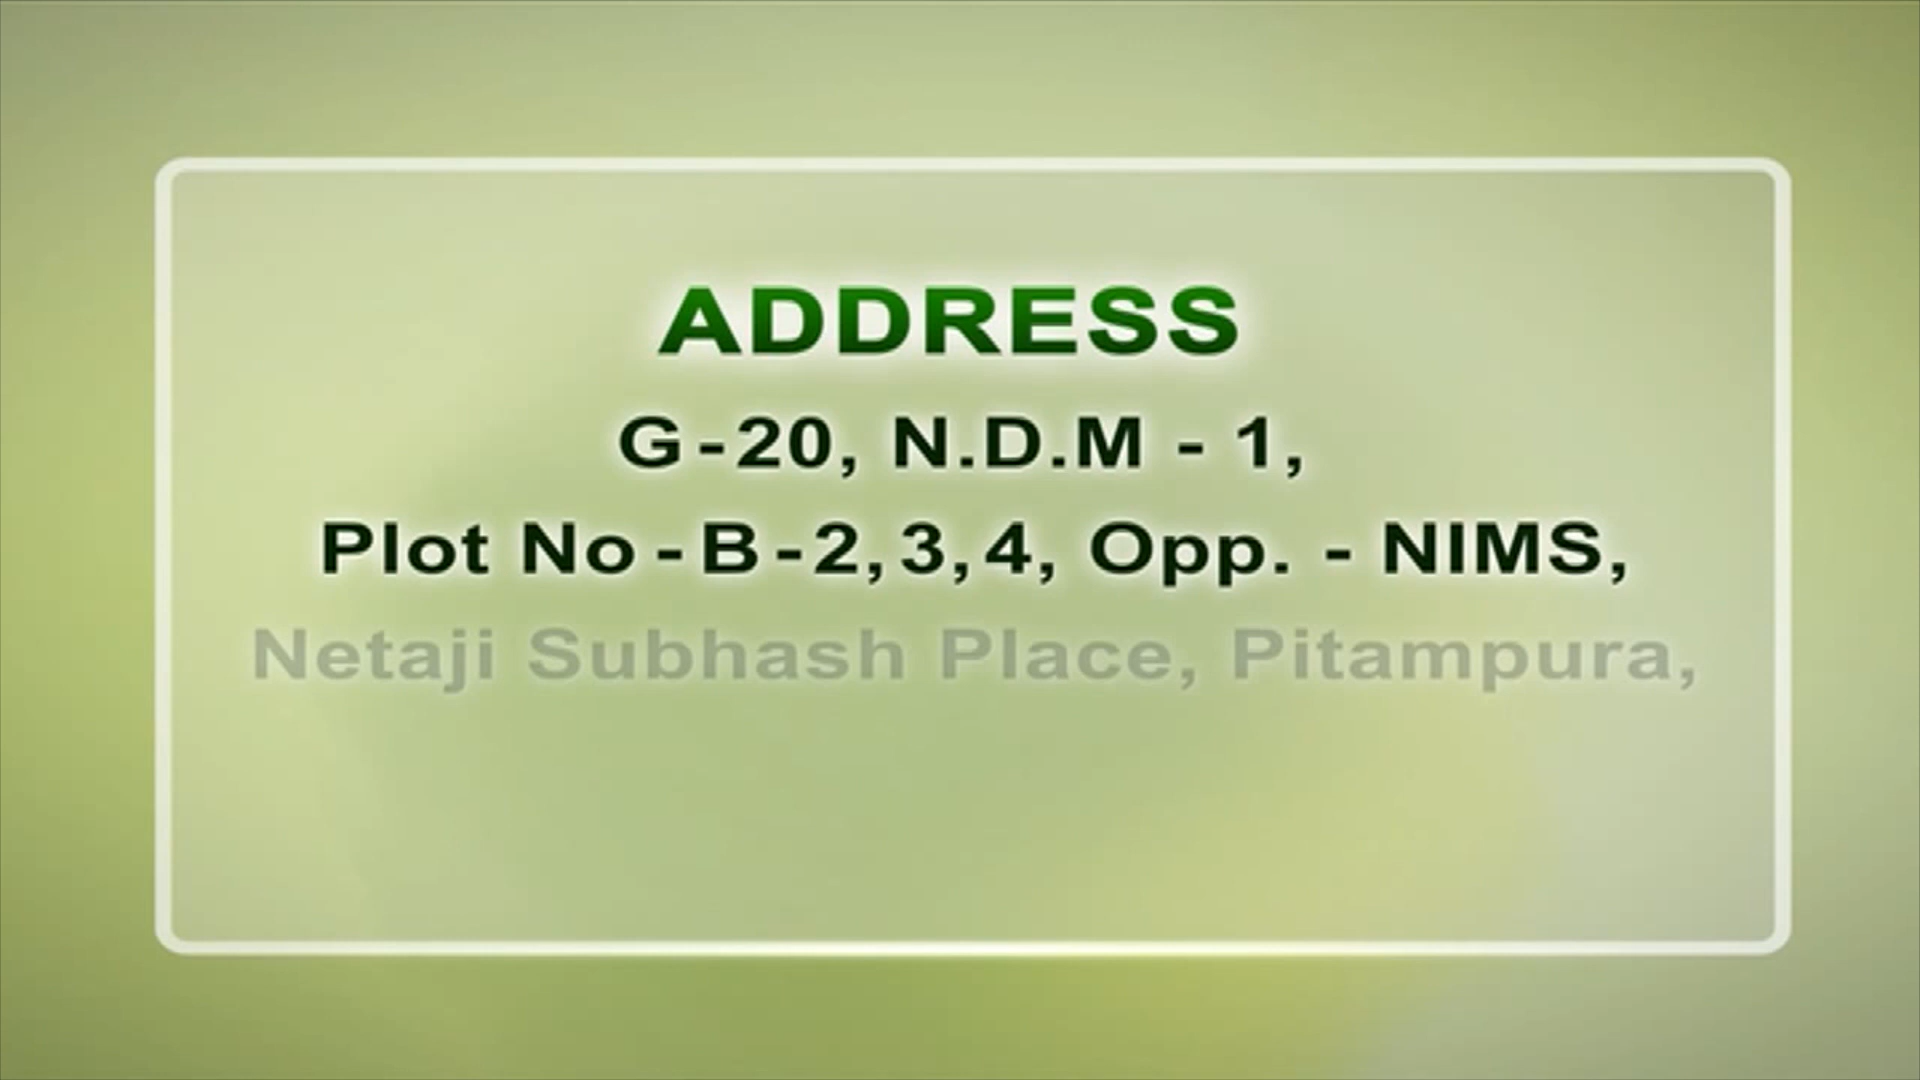 ADDRESS
G-20, N.D.M - 1,
Plot No - B - 2, 3, 4, Opp. - NIMS,
Netaji Subhash Place, Pitampura,